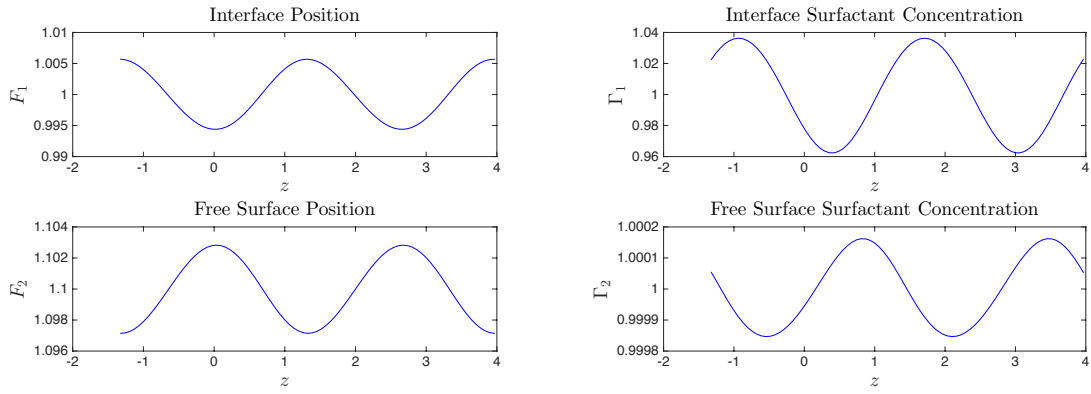 Interface Position
1.01
1.005
1
0.995
0.99
F1
-2 -1 0 1 2 3 4
z
Interface Surfactant Concentration
1.04
1.02
1
0.98
0.96
Γ1
-2 -1 0 1 2 3 4
z
Free Surface Position
1.104
1.102
1.1
1.098
1.096
F2
-2 -1 0 1 2 3 4
z
Free Surface Surfactant Concentration
1.0002
1.0001
1
0.9999
0.9998
Γ2
-2 -1 0 1 2 3 4
z